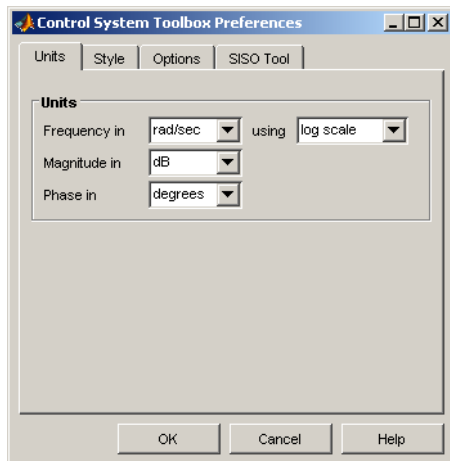 Control System Toolbox Preferences
Units Style Options SISO Tool
Units
Frequency in rad/sec using log scale
Magnitude in dB
Phase in degrees
OK Cancel Help